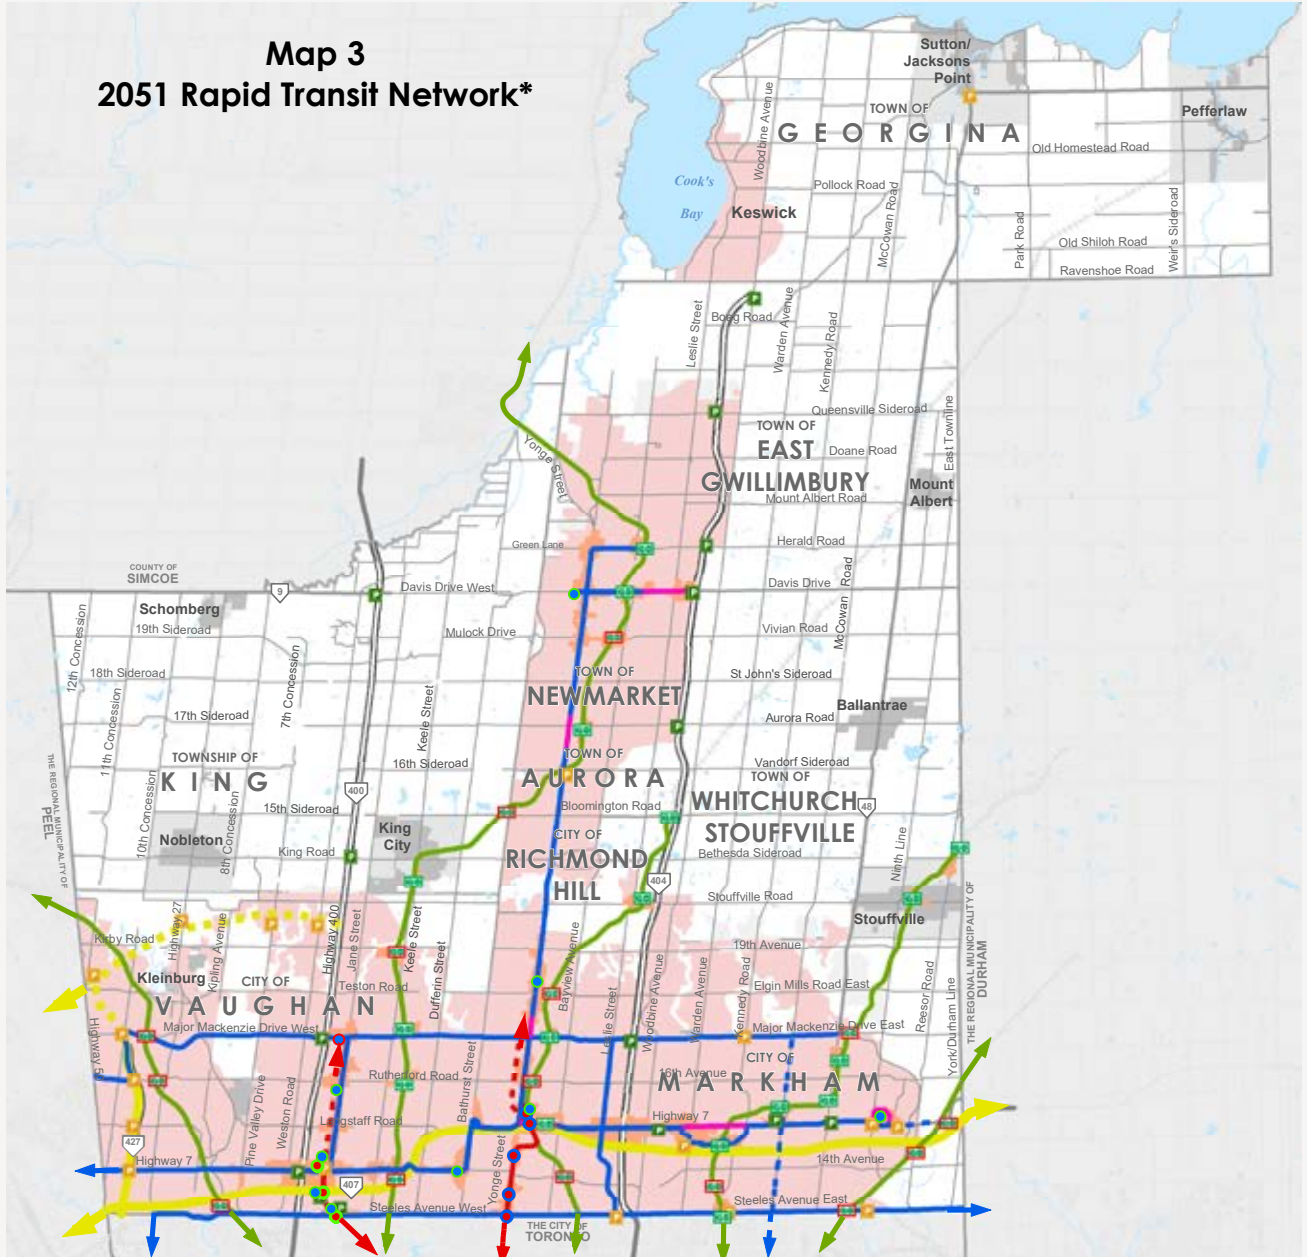 Map 3
2051 Rapid Transit Network*
Sutton/
Jacksons
Point
Pefferlaw
TOWN OF
GEORGINA
Woodbine Avenue
Old Homestead Road
Cook's
Bay
Keswick
Pollock Road
McCowan Road
Park Road
Old Shiloh Road
Weir's Sideroad
Ravenshoe Road
Leslie Street
Boag Road
Warden Avenue
Kennedy Road
Queensville Sideroad
TOWN OF
EAST
GWILLIMBURY
Doane Road
East Townline
Mount
Albert
Mount Albert Road
Yonge Street
Green Lane
Herald Road
COUNTY OF
SIMCOE
9
Davis Drive West
Davis Drive
Schomberg
19th Sideroad
Mulock Drive
Vivian Road
McCowan Road
12th Concession
18th Sideroad
7th Concession
TOWN OF
NEWMARKET
St John's Sideroad
11th Concession
17th Sideroad
Keele Street
Aurora Road
Ballantrae
THE REGIONAL MUNICIPALITY OF
PEEL
TOWNSHIP OF
KING
16th Sideroad
TOWN OF
AURORA
Vandorf Sideroad
TOWN OF
WHITCHURCH
STOUFFVILLE
400
15th Sideroad
Bloomington Road
48
10th Concession
Nobleton
8th Concession
King
City
King Road
CITY OF
RICHMOND
HILL
Bethesda Sideroad
Ninth Line
404
Stouffville Road
Stouffville
THE REGIONAL MUNICIPALITY OF
DURHAM
Kirby Road
Highway 27
Kipling Avenue
Highway 400
Jane Street
Keele Street
Dufferin Street
Bayview Avenue
19th Avenue
Kleinburg
CITY OF
VAUGHAN
Teston Road
Leslie Street
Woodbine Avenue
Warden Avenue
Kennedy Road
Elgin Mills Road East
Reesor Road
York/Durham Line
Major Mackenzie Drive West
Major Mackenzie Drive East
Highway 50
Pine Valley Drive
Weston Road
Rutherford Road
Bathurst Street
CITY OF
MARKHAM
16th Avenue
Langstaff Road
Highway 7
427
Highway 7
14th Avenue
407
Yonge Street
Steeles Avenue West
Steeles Avenue East
THE CITY OF
TORONTO